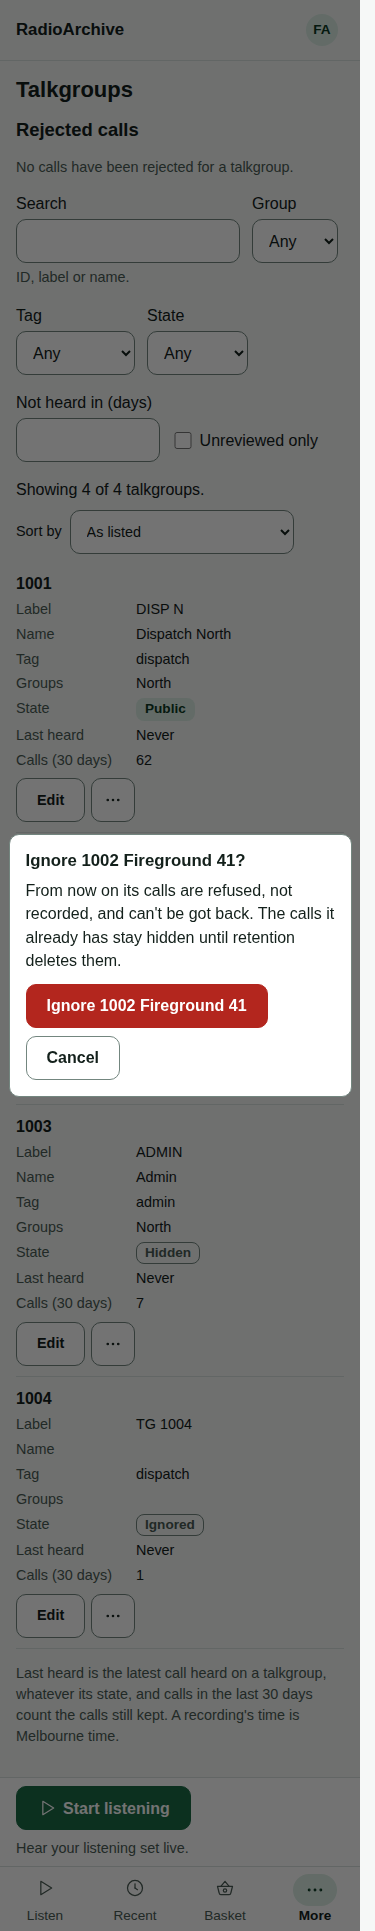 RadioArchive
FA
Talkgroups
Rejected calls
No calls have been rejected for a talkgroup.
Search
Group
Any
ID, label or name.
Tag
State
Any
Any
Not heard in (days)
Unreviewed only
Showing 4 of 4 talkgroups.
Sort by
As listed
1001
Label DISP N
Name Dispatch North
Tag dispatch
Groups North
State Public
Last heard Never
Calls (30 days) 62
Edit
Ignore 1002 Fireground 41?
From now on its calls are refused, not
recorded, and can't be got back. The calls it
already has stay hidden until retention
deletes them.
Ignore 1002 Fireground 41
Cancel
1003
Label ADMIN
Name Admin
Tag admin
Groups North
State Hidden
Last heard Never
Calls (30 days) 7
Edit
1004
Label TG 1004
Name
Tag dispatch
Groups
State Ignored
Last heard Never
Calls (30 days) 1
Edit
Last heard is the latest call heard on a talkgroup,
whatever its state, and calls in the last 30 days
count the calls still kept. A recording's time is
Melbourne time.
Start listening
Hear your listening set live.
Listen
Recent
Basket
More